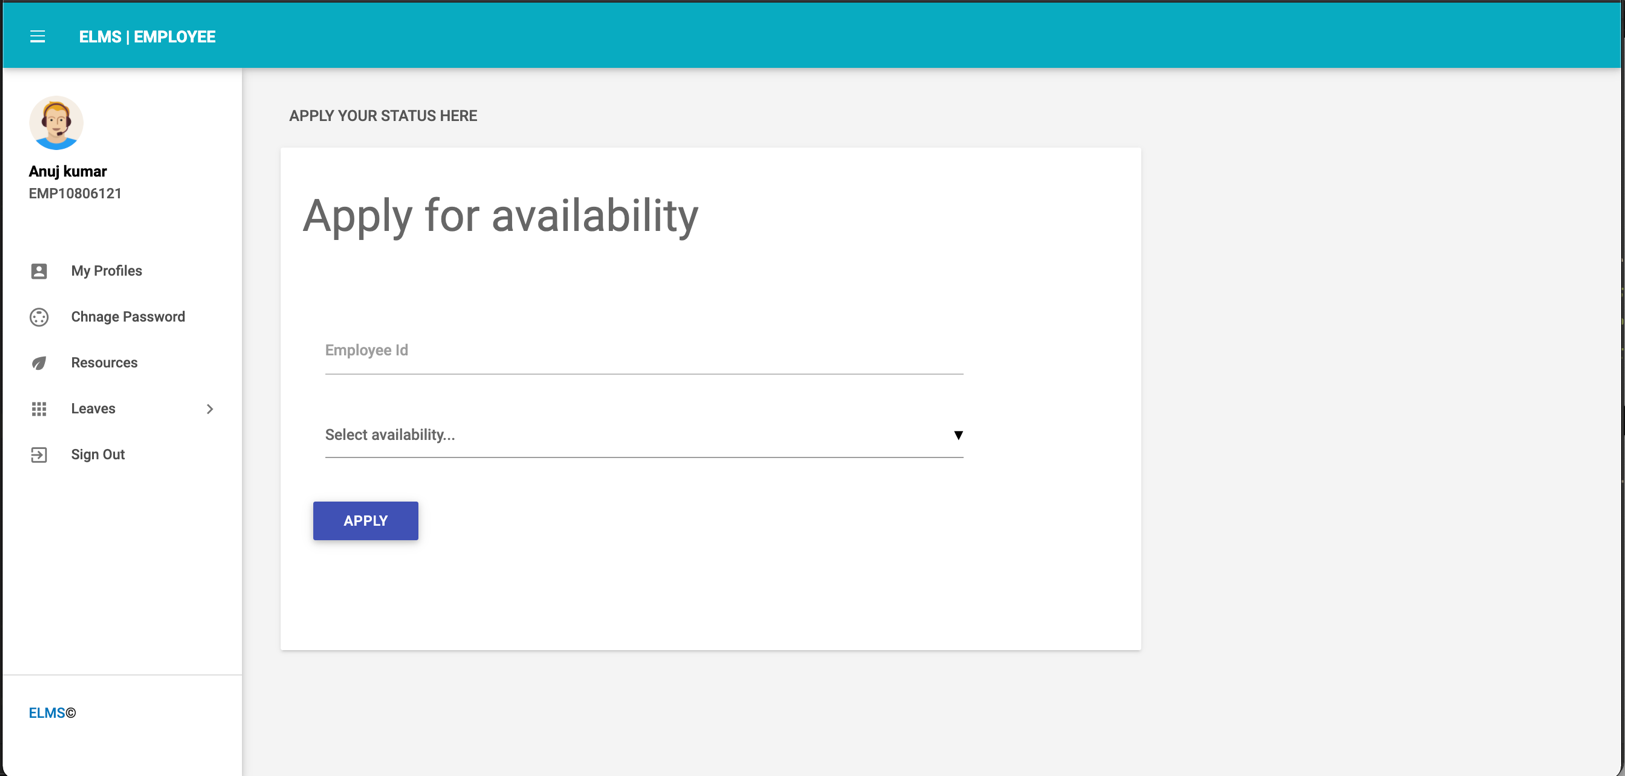 ELMS | EMPLOYEE
Anuj kumar
EMP10806121
My Profiles
Chnage Password
Resources
Leaves
Sign Out
ELMS©
APPLY YOUR STATUS HERE
Apply for availability
Employee Id
Select availability...
APPLY